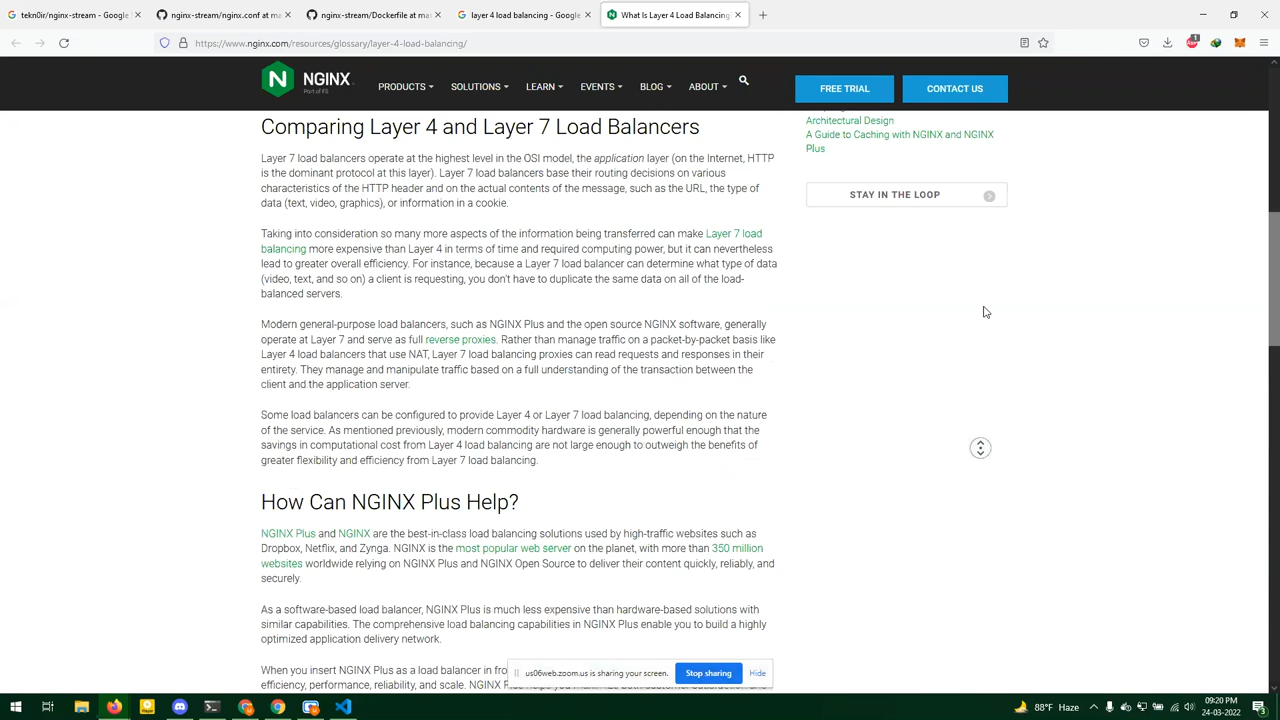 tekn0ir/nginx-stream - Google
nginx-stream/nginx.conf at m
nginx-stream/Dockerfile at ma
layer 4 load balancing - Google
What Is Layer 4 Load Balancing
https://www.nginx.com/resources/glossary/layer-4-load-balancing/
NGINX
Part of F5
PRODUCTS
SOLUTIONS
LEARN
EVENTS
BLOG
ABOUT
FREE TRIAL
CONTACT US
Comparing Layer 4 and Layer 7 Load Balancers
Layer 7 load balancers operate at the highest level in the OSI model, the application layer (on the Internet, HTTP
is the dominant protocol at this layer). Layer 7 load balancers base their routing decisions on various
characteristics of the HTTP header and on the actual contents of the message, such as the URL, the type of
data (text, video, graphics), or information in a cookie.
Taking into consideration so many more aspects of the information being transferred can make Layer 7 load
balancing more expensive than Layer 4 in terms of time and required computing power, but it can nevertheless
lead to greater overall efficiency. For instance, because a Layer 7 load balancer can determine what type of data
(video, text, and so on) a client is requesting, you don't have to duplicate the same data on all of the load-
balanced servers.
Modern general-purpose load balancers, such as NGINX Plus and the open source NGINX software, generally
operate at Layer 7 and serve as full reverse proxies. Rather than manage traffic on a packet-by-packet basis like
Layer 4 load balancers that use NAT, Layer 7 load balancing proxies can read requests and responses in their
entirety. They manage and manipulate traffic based on a full understanding of the transaction between the
client and the application server.
Some load balancers can be configured to provide Layer 4 or Layer 7 load balancing, depending on the nature
of the service. As mentioned previously, modern commodity hardware is generally powerful enough that the
savings in computational cost from Layer 4 load balancing are not large enough to outweigh the benefits of
greater flexibility and efficiency from Layer 7 load balancing.
How Can NGINX Plus Help?
NGINX Plus and NGINX are the best-in-class load balancing solutions used by high-traffic websites such as
Dropbox, Netflix, and Zynga. NGINX is the most popular web server on the planet, with more than 350 million
websites worldwide relying on NGINX Plus and NGINX Open Source to deliver their content quickly, reliably, and
securely.
As a software-based load balancer, NGINX Plus is much less expensive than hardware-based solutions with
similar capabilities. The comprehensive load balancing capabilities in NGINX Plus enable you to build a highly
optimized application delivery network.
When you insert NGINX Plus as a load balancer in fro
efficiency, performance, reliability, and scale. NGINX
Architectural Design
A Guide to Caching with NGINX and NGINX
Plus
STAY IN THE LOOP
us06web.zoom.us is sharing your screen.
Stop sharing
Hide
88°F Haze
09:20 PM
24-03-2022